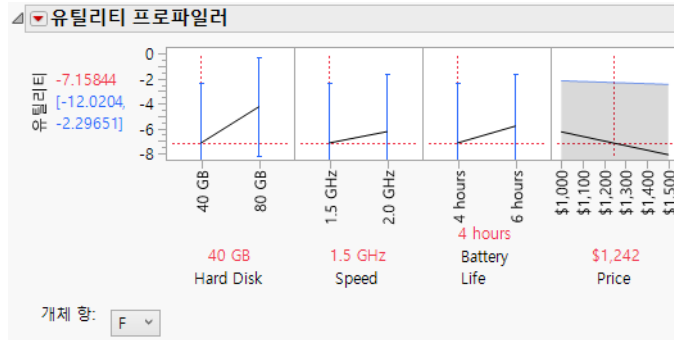 유틸리티 프로파일러
유틸리티
-7.15844
[-12.0204,
-2.29651]
0
-2
-4
-6
-8
40 GB
80 GB
1.5 GHz
2.0 GHz
4 hours
6 hours
$1,000
$1,100
$1,200
$1,300
$1,400
$1,500
40 GB
Hard Disk
1.5 GHz
Speed
4 hours
Battery
Life
$1,242
Price
개체 항:
F